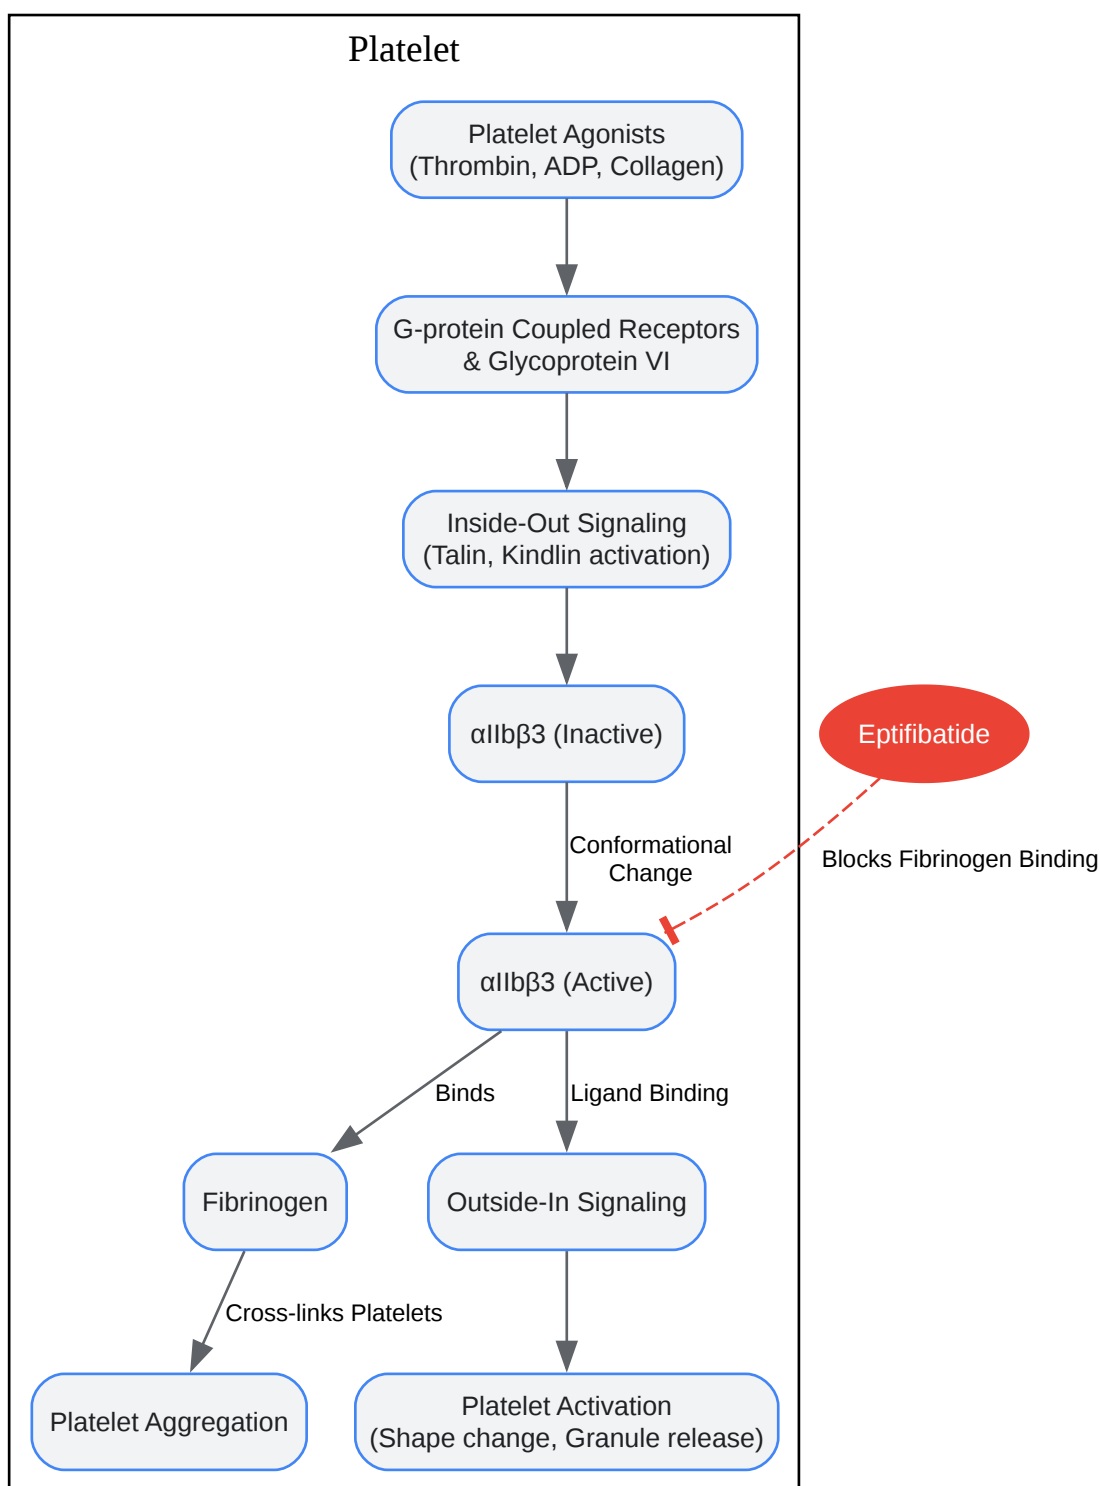 Platelet
Platelet Agonists
(Thrombin, ADP, Collagen)
G-protein Coupled Receptors
& Glycoprotein VI
Inside-Out Signaling
(Talin, Kindlin activation)
αIIbβ3 (Inactive)
Eptifibatide
Conformational
Change
Blocks Fibrinogen Binding
αIIbβ3 (Active)
Binds
Ligand Binding
Fibrinogen
Outside-In Signaling
Cross-links Platelets
Platelet Aggregation
Platelet Activation
(Shape change, Granule release)